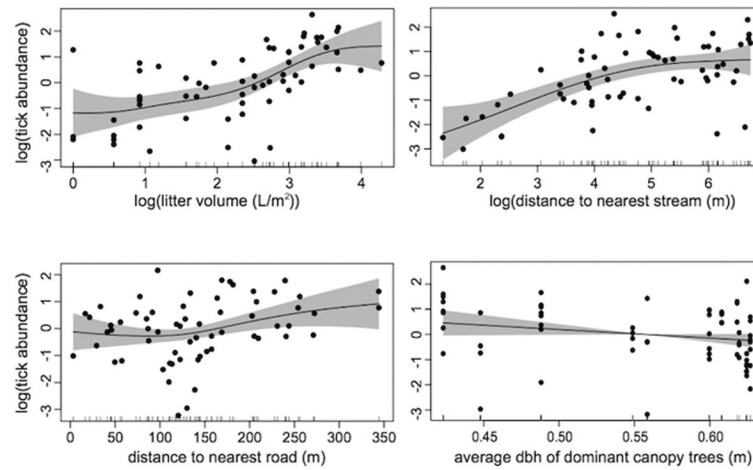 log(tick abundance)
2
1
0
-1
-2
-3
0 1 2 3 4
log(litter volume (L/m²))
2
1
0
-1
-2
-3
2 3 4 5 6
log(distance to nearest stream (m))
log(tick abundance)
2
1
0
-1
-2
-3
0 50 100 150 200 250 300 350
distance to nearest road (m)
2
1
0
-1
-2
-3
0.45 0.50 0.55 0.60
average dbh of dominant canopy trees (m)